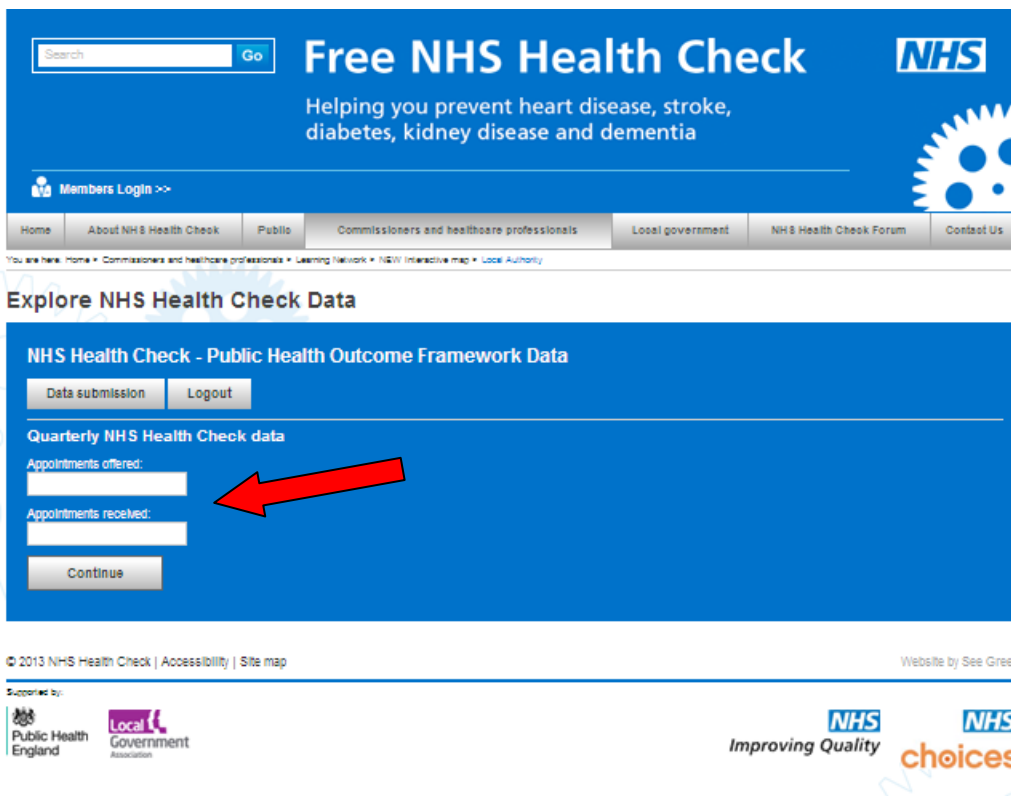 Search
Go
Free NHS Health Check
NHS
Helping you prevent heart disease, stroke,
diabetes, kidney disease and dementia
Members Login >>
Home
About NHS Health Check
Public
Commissioners and healthcare professionals
Local government
NHS Health Check Forum
Contact Us
You are here: Home • Commissioners and healthcare professionals • Learning Network • NEW Interactive map • Local Authority
Explore NHS Health Check Data
NHS Health Check - Public Health Outcome Framework Data
Data submission
Logout
Quarterly NHS Health Check data
Appointments offered:
Appointments received:
Continue
© 2013 NHS Health Check | Accessibility | Site map
Website by See Gree
Supported by:
Public Health
England
Local
Government
Association
NHS
Improving Quality
NHS
choices